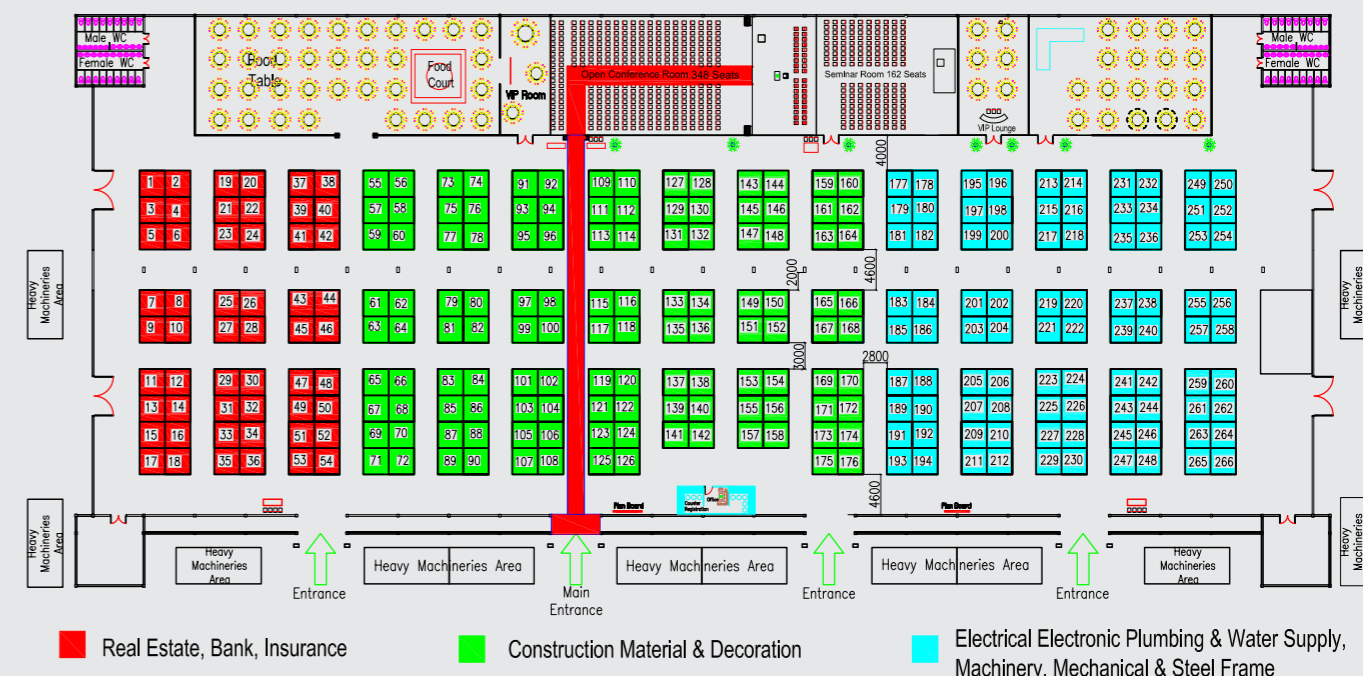 Male WC
Female WC
Food
Table
Food
Court
VIP Room
Open Conference Room 348 Seats
Seminar Room 162 Seats
VIP Lounge
Male WC
Female WC
4000
1 2 19 20 37 38 55 56 73 74 91 92 109 110 127 128 143 144 159 160 177 178 195 196 213 214 231 232 249 250
3 4 21 22 39 40 57 58 75 76 93 94 111 112 129 130 145 146 161 162 179 180 197 198 215 216 233 234 251 252
5 6 23 24 41 42 59 60 77 78 95 96 113 114 131 132 147 148 163 164 181 182 199 200 217 218 235 236 253 254
Heavy
Machineries
Area
2000
4600
Heavy
Machineries
7 8 25 26 43 44 61 62 79 80 97 98 115 116 133 134 149 150 165 166 183 184 201 202 219 220 237 238 255 256
9 10 27 28 45 46 63 64 81 82 99 100 117 118 135 136 151 152 167 168 185 186 203 204 221 222 239 240 257 258
3000
2800
11 12 29 30 47 48 65 66 83 84 101 102 119 120 137 138 153 154 169 170 187 188 205 206 223 224 241 242 259 260
13 14 31 32 49 50 67 68 85 86 103 104 121 122 139 140 155 156 171 172 189 190 207 208 225 226 243 244 261 262
15 16 33 34 51 52 69 70 87 88 105 106 123 124 141 142 157 158 173 174 191 192 209 210 227 228 245 246 263 264
17 18 35 36 53 54 71 72 89 90 107 108 125 126 175 176 193 194 211 212 229 230 247 248 265 266
4600
Plan Board
Counter
Registration
Office
Plan Board
Heavy
Machineries
Area
Heavy
Machineries
Heavy
Machineries
Area
Entrance
Heavy Machineries Area
Main
Entrance
Heavy Machineries Area
Entrance
Heavy Machineries Area
Entrance
Heavy
Machineries
Area
Real Estate, Bank, Insurance
Construction Material & Decoration
Electrical Electronic Plumbing & Water Supply,
Machinery, Mechanical & Steel Frame